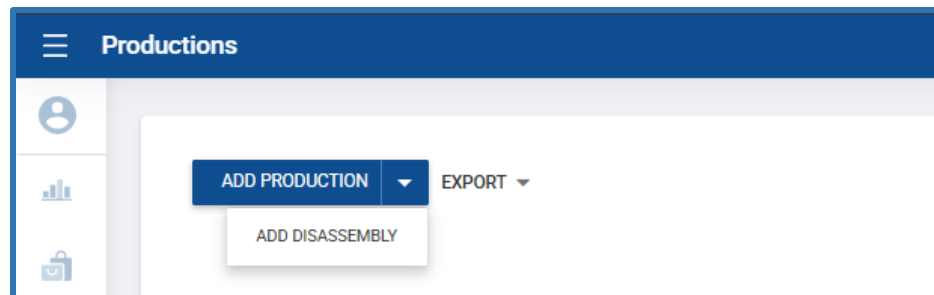 Productions
ADD PRODUCTION EXPORT
ADD DISASSEMBLY